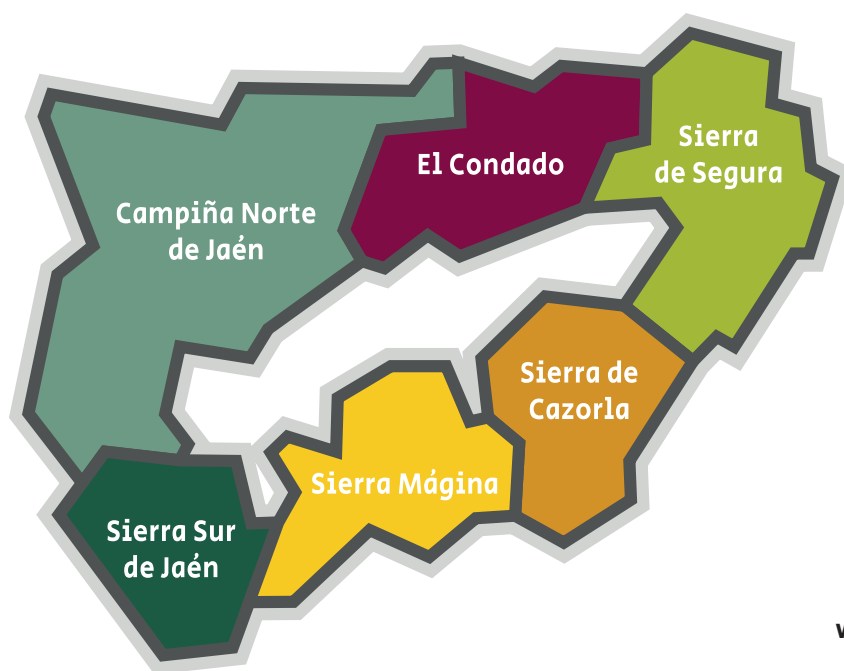 Sierra
de Segura
El Condado
Campiña Norte
de Jaén
Sierra de
Cazorla
Sierra Mágina
Sierra Sur
de Jaén